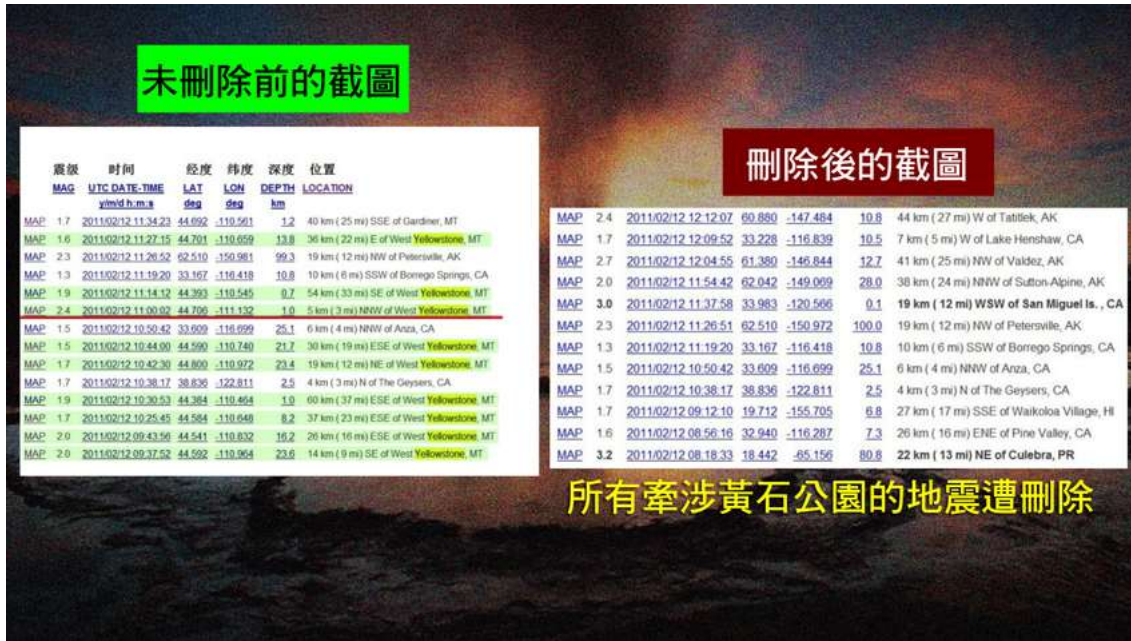 未刪除前的截圖
震级 时间 经度 纬度 深度 位置
MAG UTC DATE-TIME LAT LON DEPTH LOCATION
y/m/d h:m:s deg deg km
MAP 1.7 2011/02/12 11:34:23 44.692 -110.561 1.2 40 km ( 25 mi) SSE of Gardiner, MT
MAP 1.6 2011/02/12 11:27:15 44.701 -110.659 13.8 36 km ( 22 mi) E of West Yellowstone, MT
MAP 2.3 2011/02/12 11:26:52 62.510 -150.981 99.3 19 km ( 12 mi) NW of Petersville, AK
MAP 1.3 2011/02/12 11:19:20 33.167 -116.418 10.8 10 km ( 6 mi) SSW of Borrego Springs, CA
MAP 1.9 2011/02/12 11:14:12 44.393 -110.545 0.7 54 km ( 33 mi) SE of West Yellowstone, MT
MAP 2.4 2011/02/12 11:00:02 44.706 -111.132 1.0 5 km ( 3 mi) NNW of West Yellowstone, MT
MAP 1.5 2011/02/12 10:50:42 33.609 -116.699 25.1 6 km ( 4 mi) NNW of Anza, CA
MAP 1.5 2011/02/12 10:44:00 44.590 -110.740 21.7 30 km ( 19 mi) ESE of West Yellowstone, MT
MAP 1.7 2011/02/12 10:42:30 44.800 -110.972 23.4 19 km ( 12 mi) NE of West Yellowstone, MT
MAP 1.7 2011/02/12 10:38:17 38.836 -122.811 2.5 4 km ( 3 mi) N of The Geysers, CA
MAP 1.9 2011/02/12 10:30:53 44.384 -110.464 1.0 60 km ( 37 mi) ESE of West Yellowstone, MT
MAP 1.7 2011/02/12 10:25:45 44.584 -110.648 8.2 37 km ( 23 mi) ESE of West Yellowstone, MT
MAP 2.0 2011/02/12 09:43:56 44.541 -110.832 16.2 26 km ( 16 mi) ESE of West Yellowstone, MT
MAP 2.0 2011/02/12 09:37:52 44.592 -110.964 23.6 14 km ( 9 mi) SE of West Yellowstone, MT
刪除後的截圖
MAP 2.4 2011/02/12 12:12:07 60.880 -147.484 10.8 44 km ( 27 mi) W of Tatitlek, AK
MAP 1.7 2011/02/12 12:09:52 33.228 -116.839 10.5 7 km ( 5 mi) W of Lake Henshaw, CA
MAP 2.7 2011/02/12 12:04:55 61.380 -146.844 12.7 41 km ( 25 mi) NW of Valdez, AK
MAP 2.0 2011/02/12 11:54:42 62.042 -149.069 28.0 38 km ( 24 mi) NNW of Sutton-Alpine, AK
MAP 3.0 2011/02/12 11:37:58 33.983 -120.566 0.1 19 km ( 12 mi) WSW of San Miguel Is. , CA
MAP 2.3 2011/02/12 11:26:51 62.510 -150.972 100.0 19 km ( 12 mi) NW of Petersville, AK
MAP 1.3 2011/02/12 11:19:20 33.167 -116.418 10.8 10 km ( 6 mi) SSW of Borrego Springs, CA
MAP 1.5 2011/02/12 10:50:42 33.609 -116.699 25.1 6 km ( 4 mi) NNW of Anza, CA
MAP 1.7 2011/02/12 10:38:17 38.836 -122.811 2.5 4 km ( 3 mi) N of The Geysers, CA
MAP 1.7 2011/02/12 09:12:10 19.712 -155.705 6.8 27 km ( 17 mi) SSE of Waikoloa Village, HI
MAP 1.6 2011/02/12 08:56:16 32.940 -116.287 7.3 26 km ( 16 mi) ENE of Pine Valley, CA
MAP 3.2 2011/02/12 08:18:33 18.442 -65.156 80.8 22 km ( 13 mi) NE of Culebra, PR
所有牽涉黃石公園的地震遭刪除